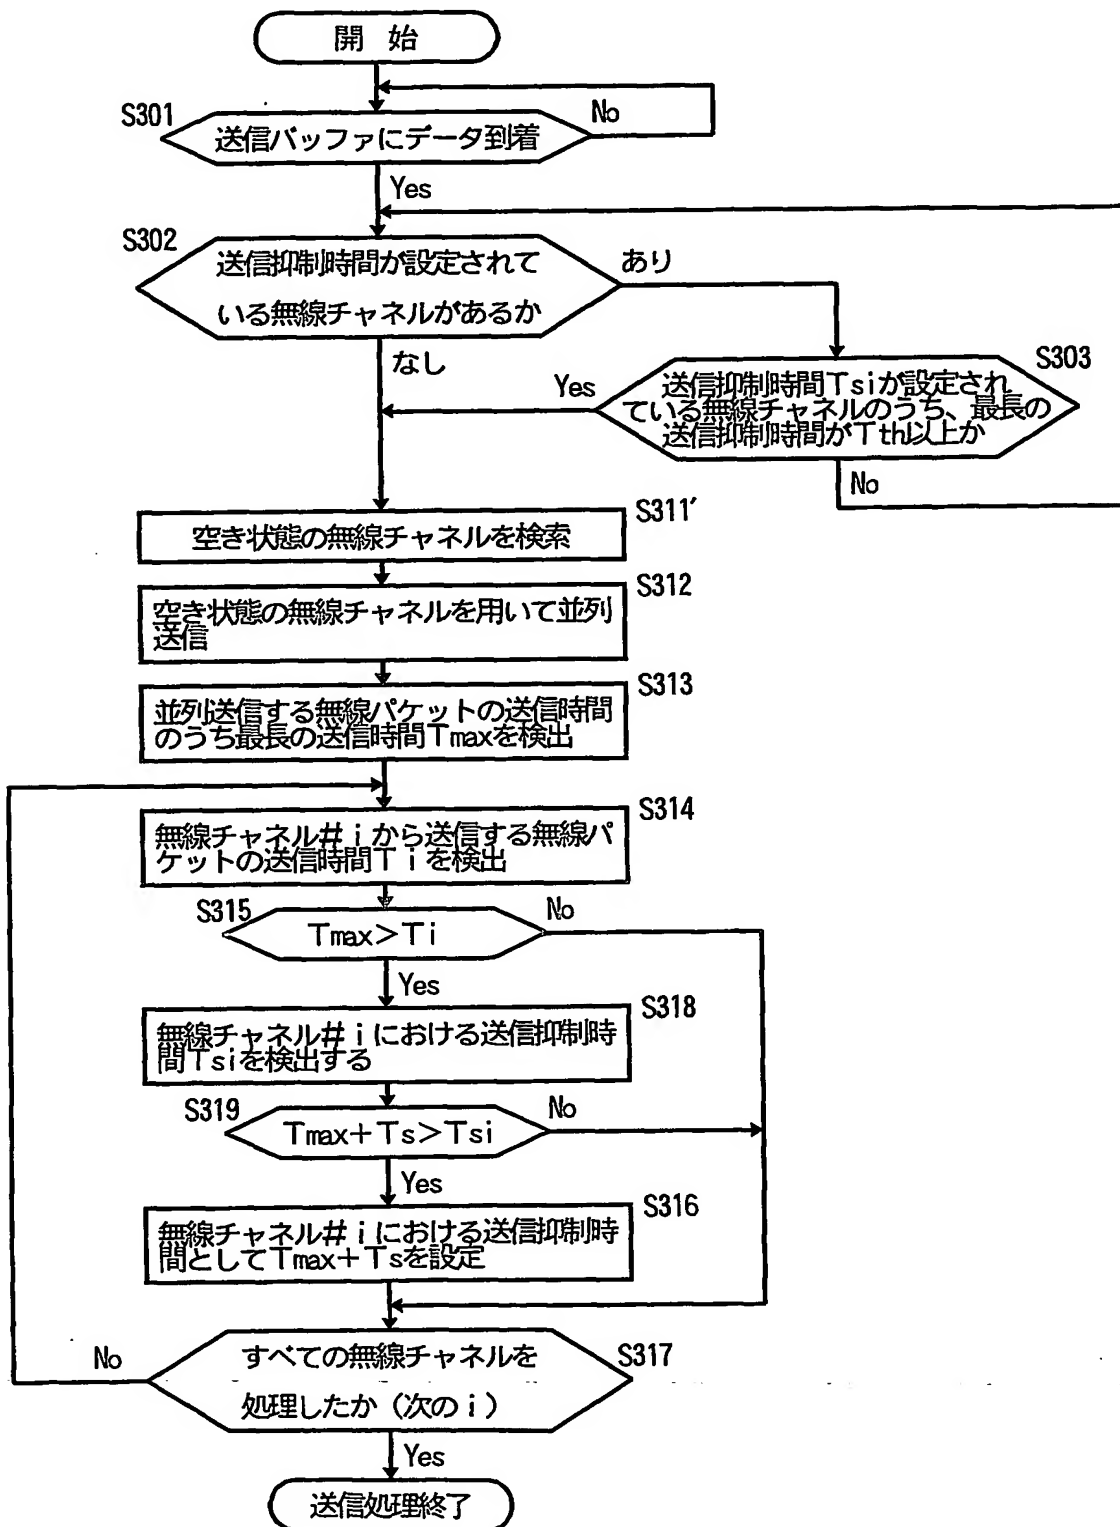 開 始
S301
送信バッファにデータ到着
No
Yes
S302
送信抑制時間が設定されて
いる無線チャネルがあるか
あり
なし
S303
送信抑制時間Tsiが設定され
ている無線チャネルのうち、最長の
送信抑制時間がTth以上か
Yes
No
S311′
空き状態の無線チャネルを検索
S312
空き状態の無線チャネルを用いて並列
送信
S313
並列送信する無線パケットの送信時間
のうち最長の送信時間Tmaxを検出
S314
無線チャネル#iから送信する無線パ
ケットの送信時間Tiを検出
S315
Tmax>Ti
No
Yes
S318
無線チャネル#iにおける送信抑制時
間Tsiを検出する
S319
Tmax+Ts>Tsi
No
Yes
S316
無線チャネル#iにおける送信抑制時
間としてTmax+Tsを設定
S317
すべての無線チャネルを
処理したか(次のi)
No
Yes
送信処理終了